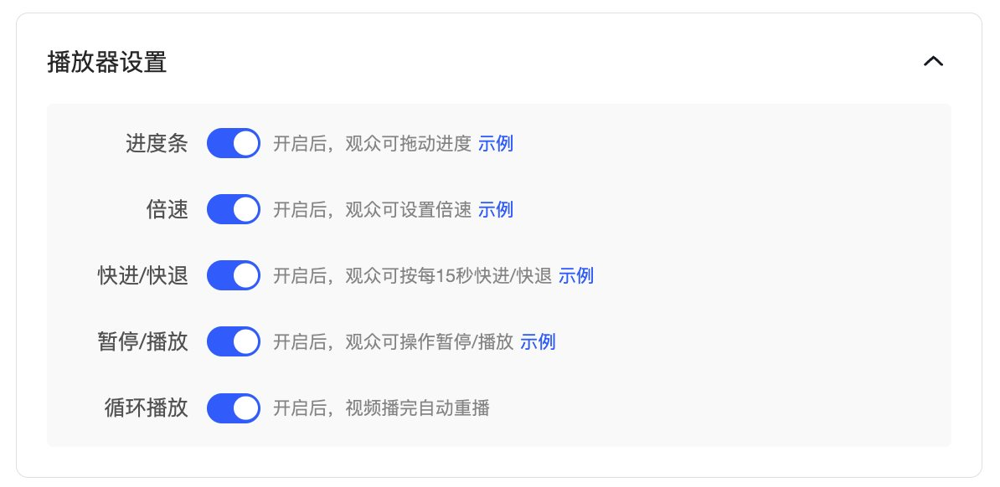 播放器设置
进度条 开启后，观众可拖动进度 示例
倍速 开启后，观众可设置倍速 示例
快进/快退 开启后，观众可按每15秒快进/快退 示例
暂停/播放 开启后，观众可操作暂停/播放 示例
循环播放 开启后，视频播完自动重播